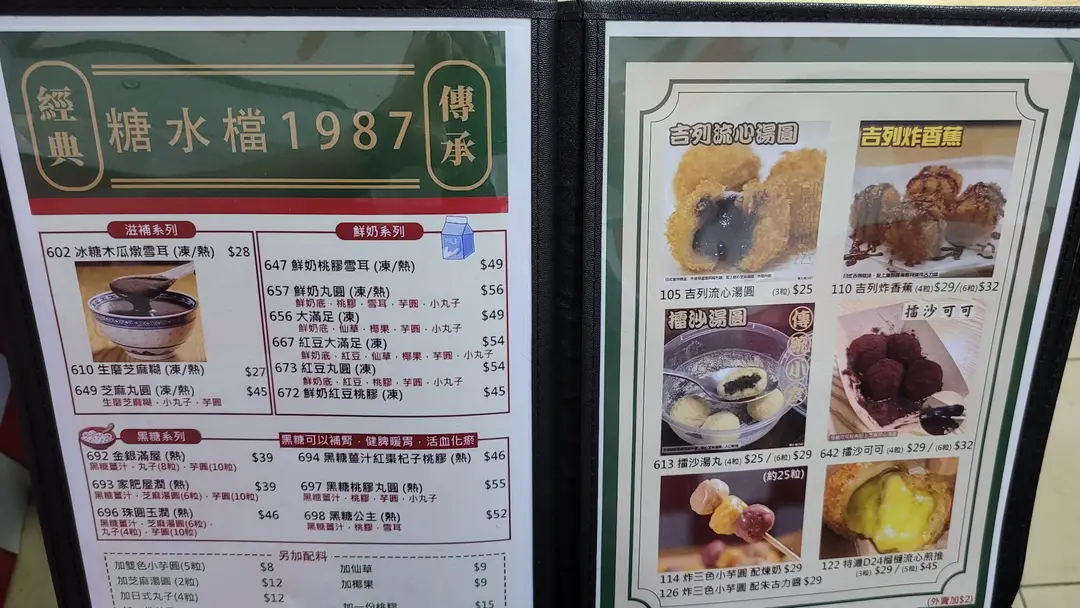 經典
糖水檔1987
傳承
滋補系列
602 冰糖木瓜燉雪耳 (凍/熱) $28
610 生磨芝麻糊 (凍/熱) $27
649 芝麻丸圓 (凍/熱) $45
生磨芝麻糊﹐小丸子﹐芋圓
鮮奶系列
MILK
647 鮮奶桃膠雪耳 (凍/熱) $49
657 鮮奶丸圓 (凍/熱) $56
鮮奶底﹐桃膠﹐雪耳﹐芋圓﹐小丸子
656 大滿足 (凍) $49
鮮奶底﹐仙草﹐椰果﹐芋圓﹐小丸子
667 紅豆大滿足 (凍) $54
鮮奶底﹐紅豆﹐仙草﹐椰果﹐芋圓﹐小丸子
673 紅豆丸圓 (凍) $54
鮮奶底﹐紅豆﹐桃膠﹐芋圓﹐小丸子
672 鮮奶紅豆桃膠 (凍) $45
黑糖系列
黑糖可以補腎﹐健脾暖胃﹐活血化瘀
692 金銀滿屋 (熱) $39
黑糖薑汁﹐丸子(8粒)﹐芋圓(10粒)
693 家肥屋潤 (熱) $39
黑糖薑汁﹐芝麻湯圓(6粒)﹐芋圓(10粒)
696 珠圓玉潤 (熱) $46
黑糖薑汁﹐芝麻湯圓(6粒)﹐
丸子(4粒)﹐芋圓(10粒)
694 黑糖薑汁紅棗杞子桃膠 (熱) $46
697 黑糖桃膠丸圓 (熱) $55
黑糖薑汁﹐桃膠﹐芋圓﹐小丸子
698 黑糖公主 (熱) $52
黑糖薑汁﹐桃膠﹐雪耳
另加配料
加雙色小芋圓(5粒) $8
加芝麻湯圓 (2粒) $12
加日式丸子(4粒) $12
加仙草 $9
加椰果 $9
加一份桃膠 $15
吉列流心湯圓
105 吉列流心湯圓 (3粒) $25
吉列炸香蕉
110 吉列炸香蕉 (4粒) $29/(6粒) $32
擂沙湯圓
傳統小食
613 擂沙湯丸 (4粒) $25 / (6粒) $29
擂沙可可
642 擂沙可可 (4粒) $29 / (6粒) $32
(約25粒)
114 炸三色小芋圓 配煉奶 $29
126 炸三色小芋圓 配朱古力醬 $29
122 特濃D24榴槤流心煎堆
(3粒) $29 / (5粒) $45
(外賣加$2)